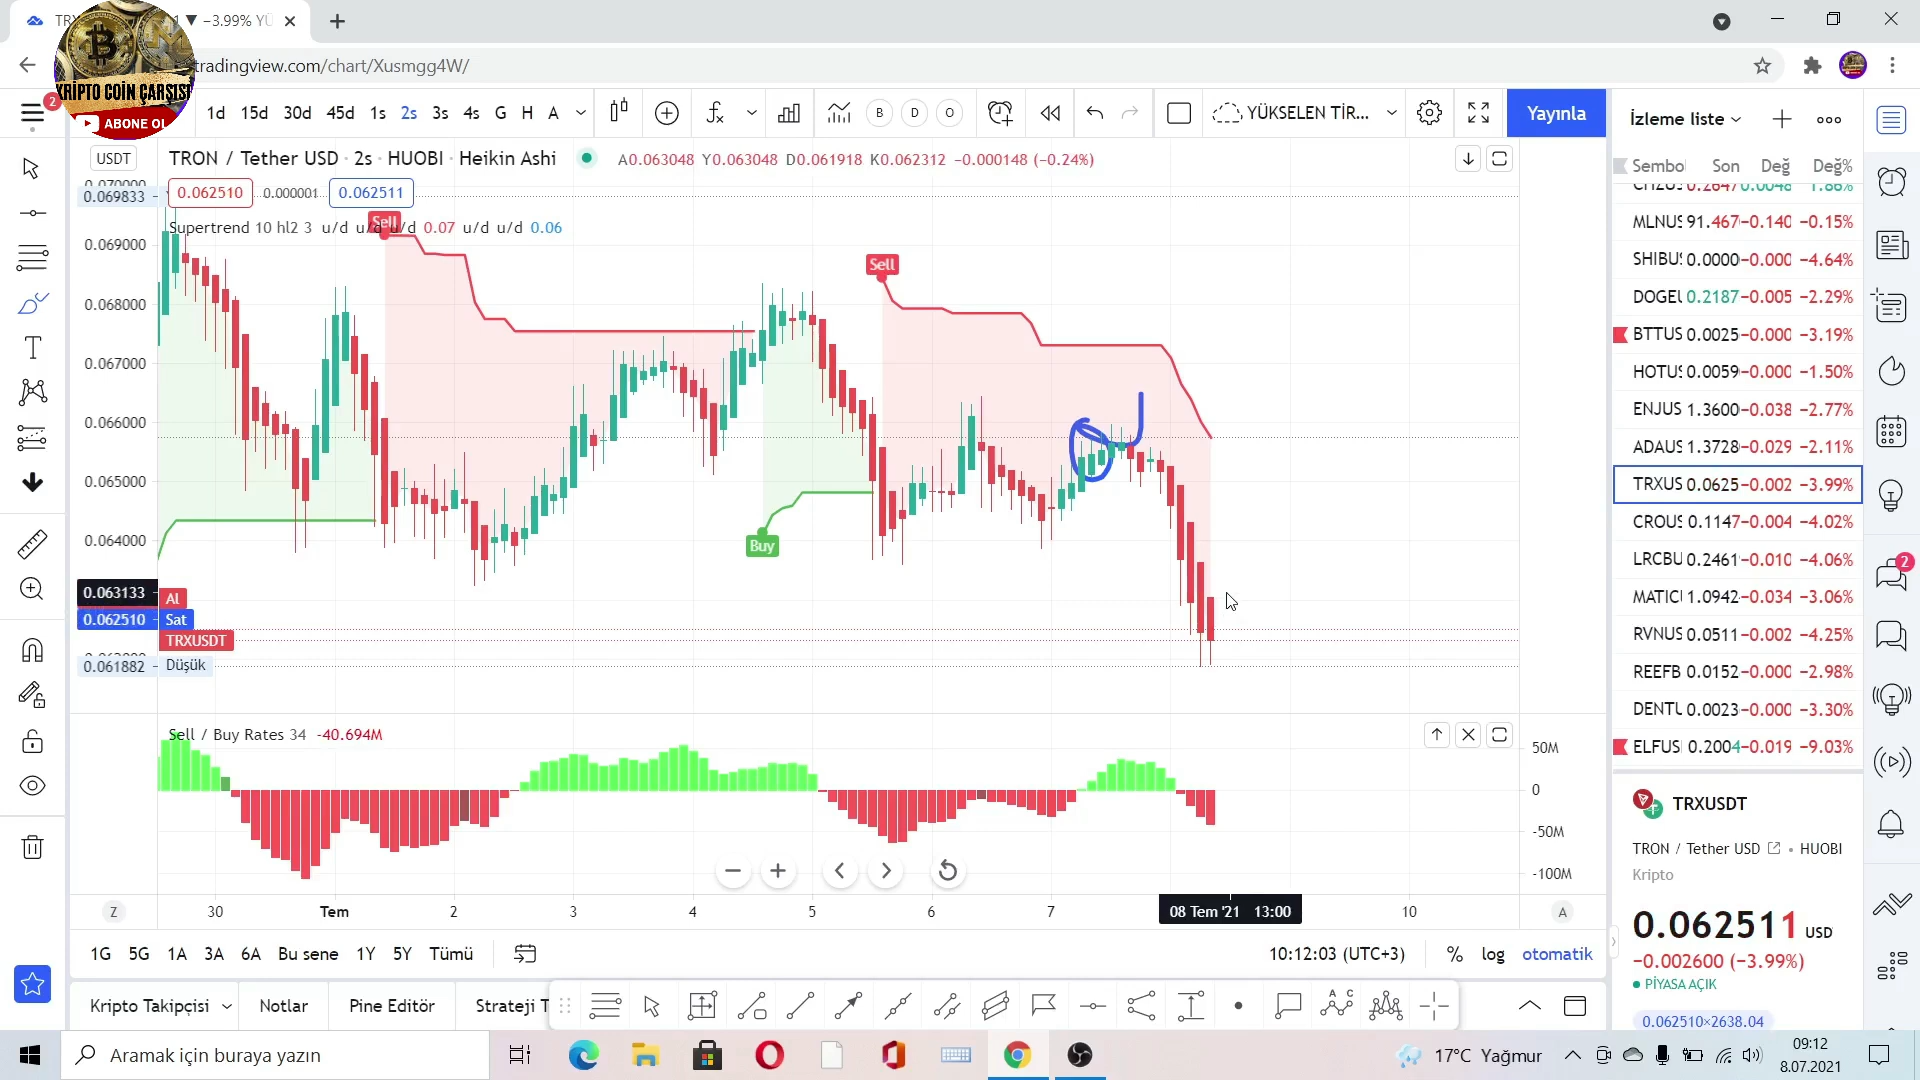 −3.99% YÜ
tradingview.com/chart/Xusmgg4W/
KRİPTO COİN ÇARŞISI
ABONE OL
2
1d 15d 30d 45d 1s 2s 3s 4s G H A
B D O
YÜKSELEN TİR...
Yayınla
İzleme liste
USDT
TRON / Tether USD · 2s · HUOBI · Heikin Ashi
A0.063048 Y0.063048 D0.061918 K0.062312 −0.000148 (−0.24%)
0.062510 0.000001 0.062511
Supertrend 10 hl2 3 u/d u/d u/d 0.07 u/d u/d 0.06
Sell
Sell
Buy
0.070000
0.069833
0.069000
0.068000
0.067000
0.066000
0.065000
0.064000
0.063133
Al
0.062510 Sat
TRXUSDT
0.061882 Düşük
Sell / Buy Rates 34 -40.694M
50M
0
-50M
-100M
Z 30 Tem 2 3 4 5 6 7 08 Tem '21 13:00 10 A
1G 5G 1A 3A 6A Bu sene 1Y 5Y Tümü
10:12:03 (UTC+3) % log otomatik
Kripto Takipçisi Notlar Pine Editör Strateji T
Sembo Son Değ Değ%
MLNUS 91.467 −0.140 −0.15%
SHIBUS 0.0000 −0.000 −4.64%
DOGEU 0.2187 −0.005 −2.29%
BTTUS 0.0025 −0.000 −3.19%
HOTUS 0.0059 −0.000 −1.50%
ENJUS 1.3600 −0.038 −2.77%
ADAUS 1.3728 −0.029 −2.11%
TRXUS 0.0625 −0.002 −3.99%
CROUS 0.1147 −0.004 −4.02%
LRCBU 0.2461 −0.010 −4.06%
MATIC 1.0942 −0.034 −3.06%
RVNUS 0.0511 −0.002 −4.25%
REEFB 0.0152 −0.000 −2.98%
DENTU 0.0023 −0.000 −3.30%
ELFUS 0.2004 −0.019 −9.03%
2
TRXUSDT
TRON / Tether USD • HUOBI
Kripto
0.062511 USD
−0.002600 (−3.99%)
PİYASA AÇIK
0.062510×2638.04
Aramak için buraya yazın
17°C Yağmur
09:12
8.07.2021